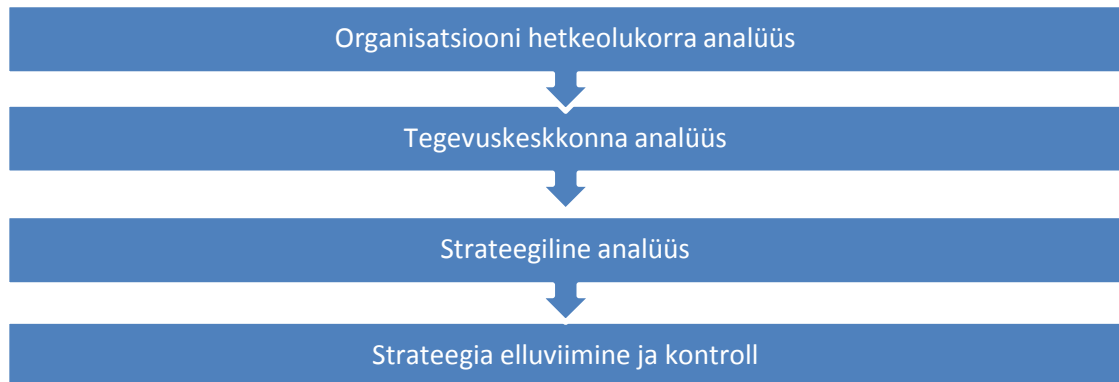 Organisatsiooni hetkeolukorra analüüs
Tegevuskeskkonna analüüs
Strateegiline analüüs
Strateegia elluviimine ja kontroll